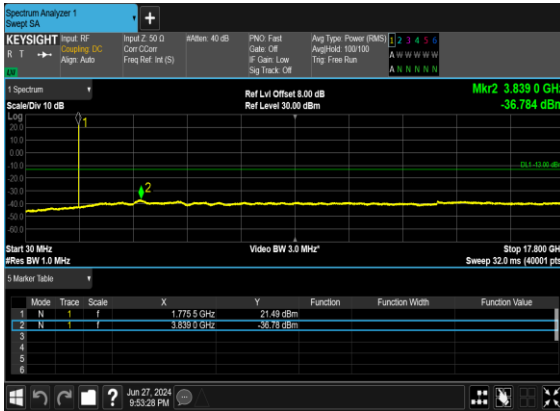 Spectrum Analyzer 1
Swept SA
+
KEYSIGHT Input: RF Input Z: 50 Ω #Atten: 40 dB PNO: Fast Avg Type: Power (RMS) 1 2 3 4 5 6
R T Coupling: DC Corr CCorr Gate: Off Avg|Hold: 100/100 A W W W W W
Align: Auto Freq Ref: Int (S) IF Gain: Low Trig: Free Run
Sig Track: Off A N N N N N
1 Spectrum
Scale/Div 10 dB Ref Lvl Offset 8.00 dB Mkr2 3.839 0 GHz
Ref Level 30.00 dBm -36.784 dBm
Log
20.0 1
10.0
0.00
-10.0 DL1 -13.00 dBm
-20.0
-30.0 2
-40.0
-50.0
-60.0
Start 30 MHz Video BW 3.0 MHz* Stop 17.800 GHz
#Res BW 1.0 MHz Sweep 32.0 ms (40001 pts)
5 Marker Table
Mode Trace Scale X Y Function Function Width Function Value
1 N 1 f 1.775 5 GHz 21.49 dBm
2 N 1 f 3.839 0 GHz -36.78 dBm
3
4
5
6
? Jun 27, 2024
9:53:28 PM